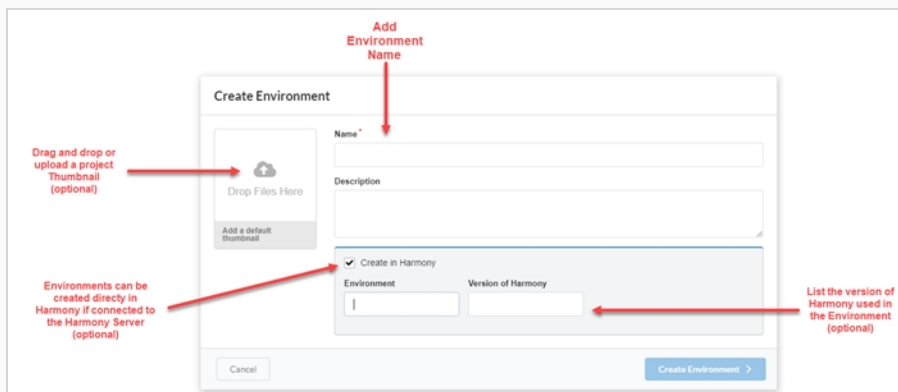 Add
Environment
Name
Create Environment
Name *
Drag and drop or
upload a project
Thumbnail
(optional)
Drop Files Here
Description
Add a default
thumbnail
Create in Harmony
Environments can be
created directy in
Harmony if connected to
the Harmony Server
(optional)
Environment
Version of Harmony
List the version of
Harmony used in
the Environment
(optional)
Cancel
Create Environment